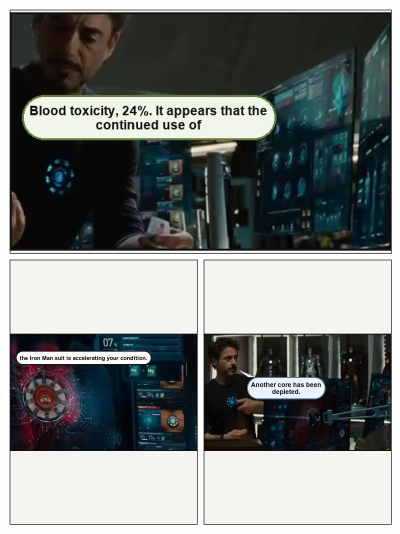 Blood toxicity, 24%. It appears that the
continued use of
07%
the Iron Man suit is accelerating your condition.
Another core has been
depleted.